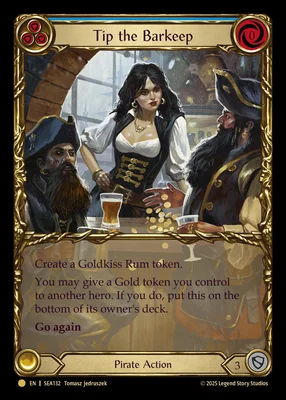 Tip the Barkeep
Create a Goldkiss Rum token.
You may give a Gold token you control
to another hero. If you do, put this on the
bottom of its owner's deck.
Go again
Pirate Action
3
EN | SEA132 Tomasz Jedruszek
© 2025 Legend Story Studios